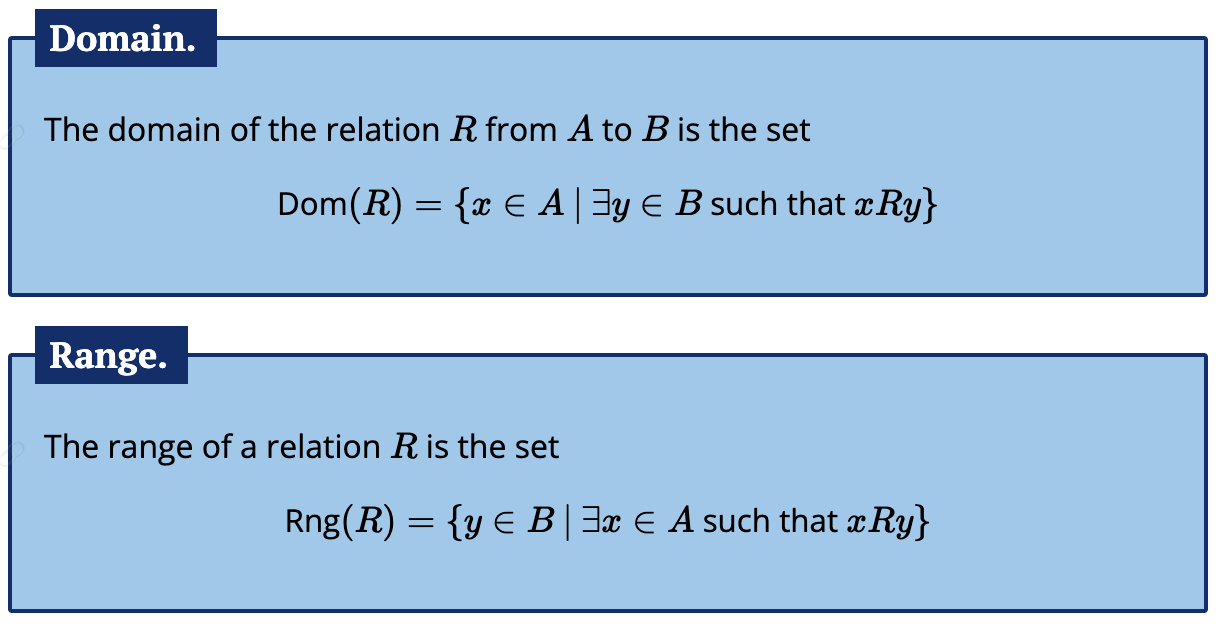 Domain.
The domain of the relation R from A to B is the set
Dom(R) = {x ∈ A | ∃y ∈ B such that xRy}
Range.
The range of a relation R is the set
Rng(R) = {y ∈ B | ∃x ∈ A such that xRy}